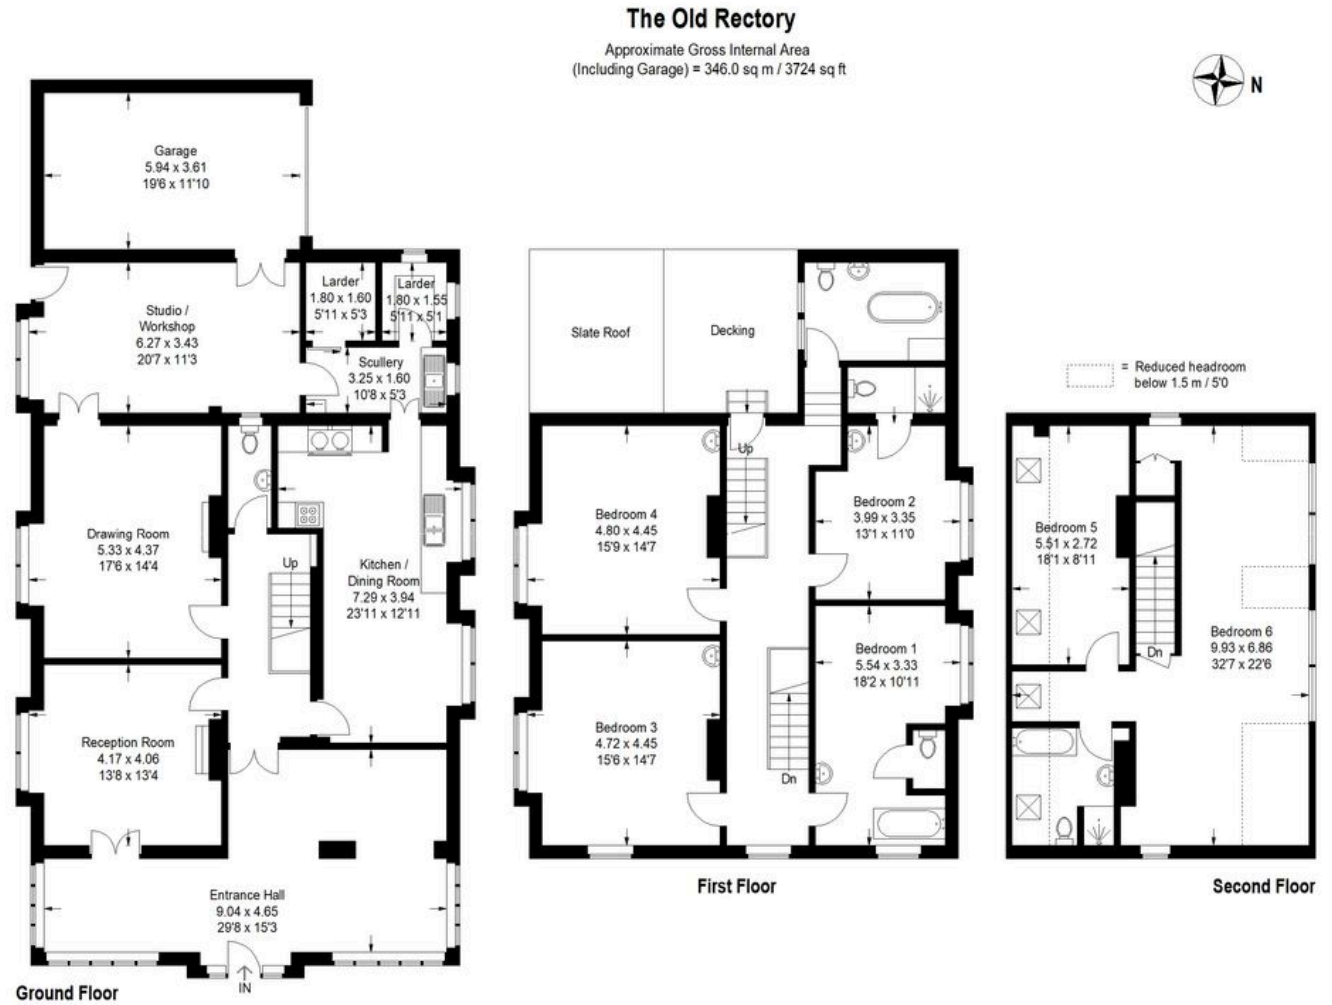 The Old Rectory
Approximate Gross Internal Area
(Including Garage) = 346.0 sq m / 3724 sq ft
N
Garage
5.94 x 3.61
19'6 x 11'10
Studio /
Workshop
6.27 x 3.43
20'7 x 11'3
Larder
1.80 x 1.60
5'11 x 5'3
Larder
1.80 x 1.55
5'11 x 5'1
Scullery
3.25 x 1.60
10'8 x 5'3
Drawing Room
5.33 x 4.37
17'6 x 14'4
Up
Kitchen /
Dining Room
7.29 x 3.94
23'11 x 12'11
Reception Room
4.17 x 4.06
13'8 x 13'4
Entrance Hall
9.04 x 4.65
29'8 x 15'3
IN
Ground Floor
Slate Roof
Decking
Up
Bedroom 4
4.80 x 4.45
15'9 x 14'7
Bedroom 2
3.99 x 3.35
13'1 x 11'0
Bedroom 3
4.72 x 4.45
15'6 x 14'7
Bedroom 1
5.54 x 3.33
18'2 x 10'11
Dn
First Floor
= Reduced headroom
below 1.5 m / 5'0
Bedroom 5
5.51 x 2.72
18'1 x 8'11
Dn
Bedroom 6
9.93 x 6.86
32'7 x 22'6
Second Floor